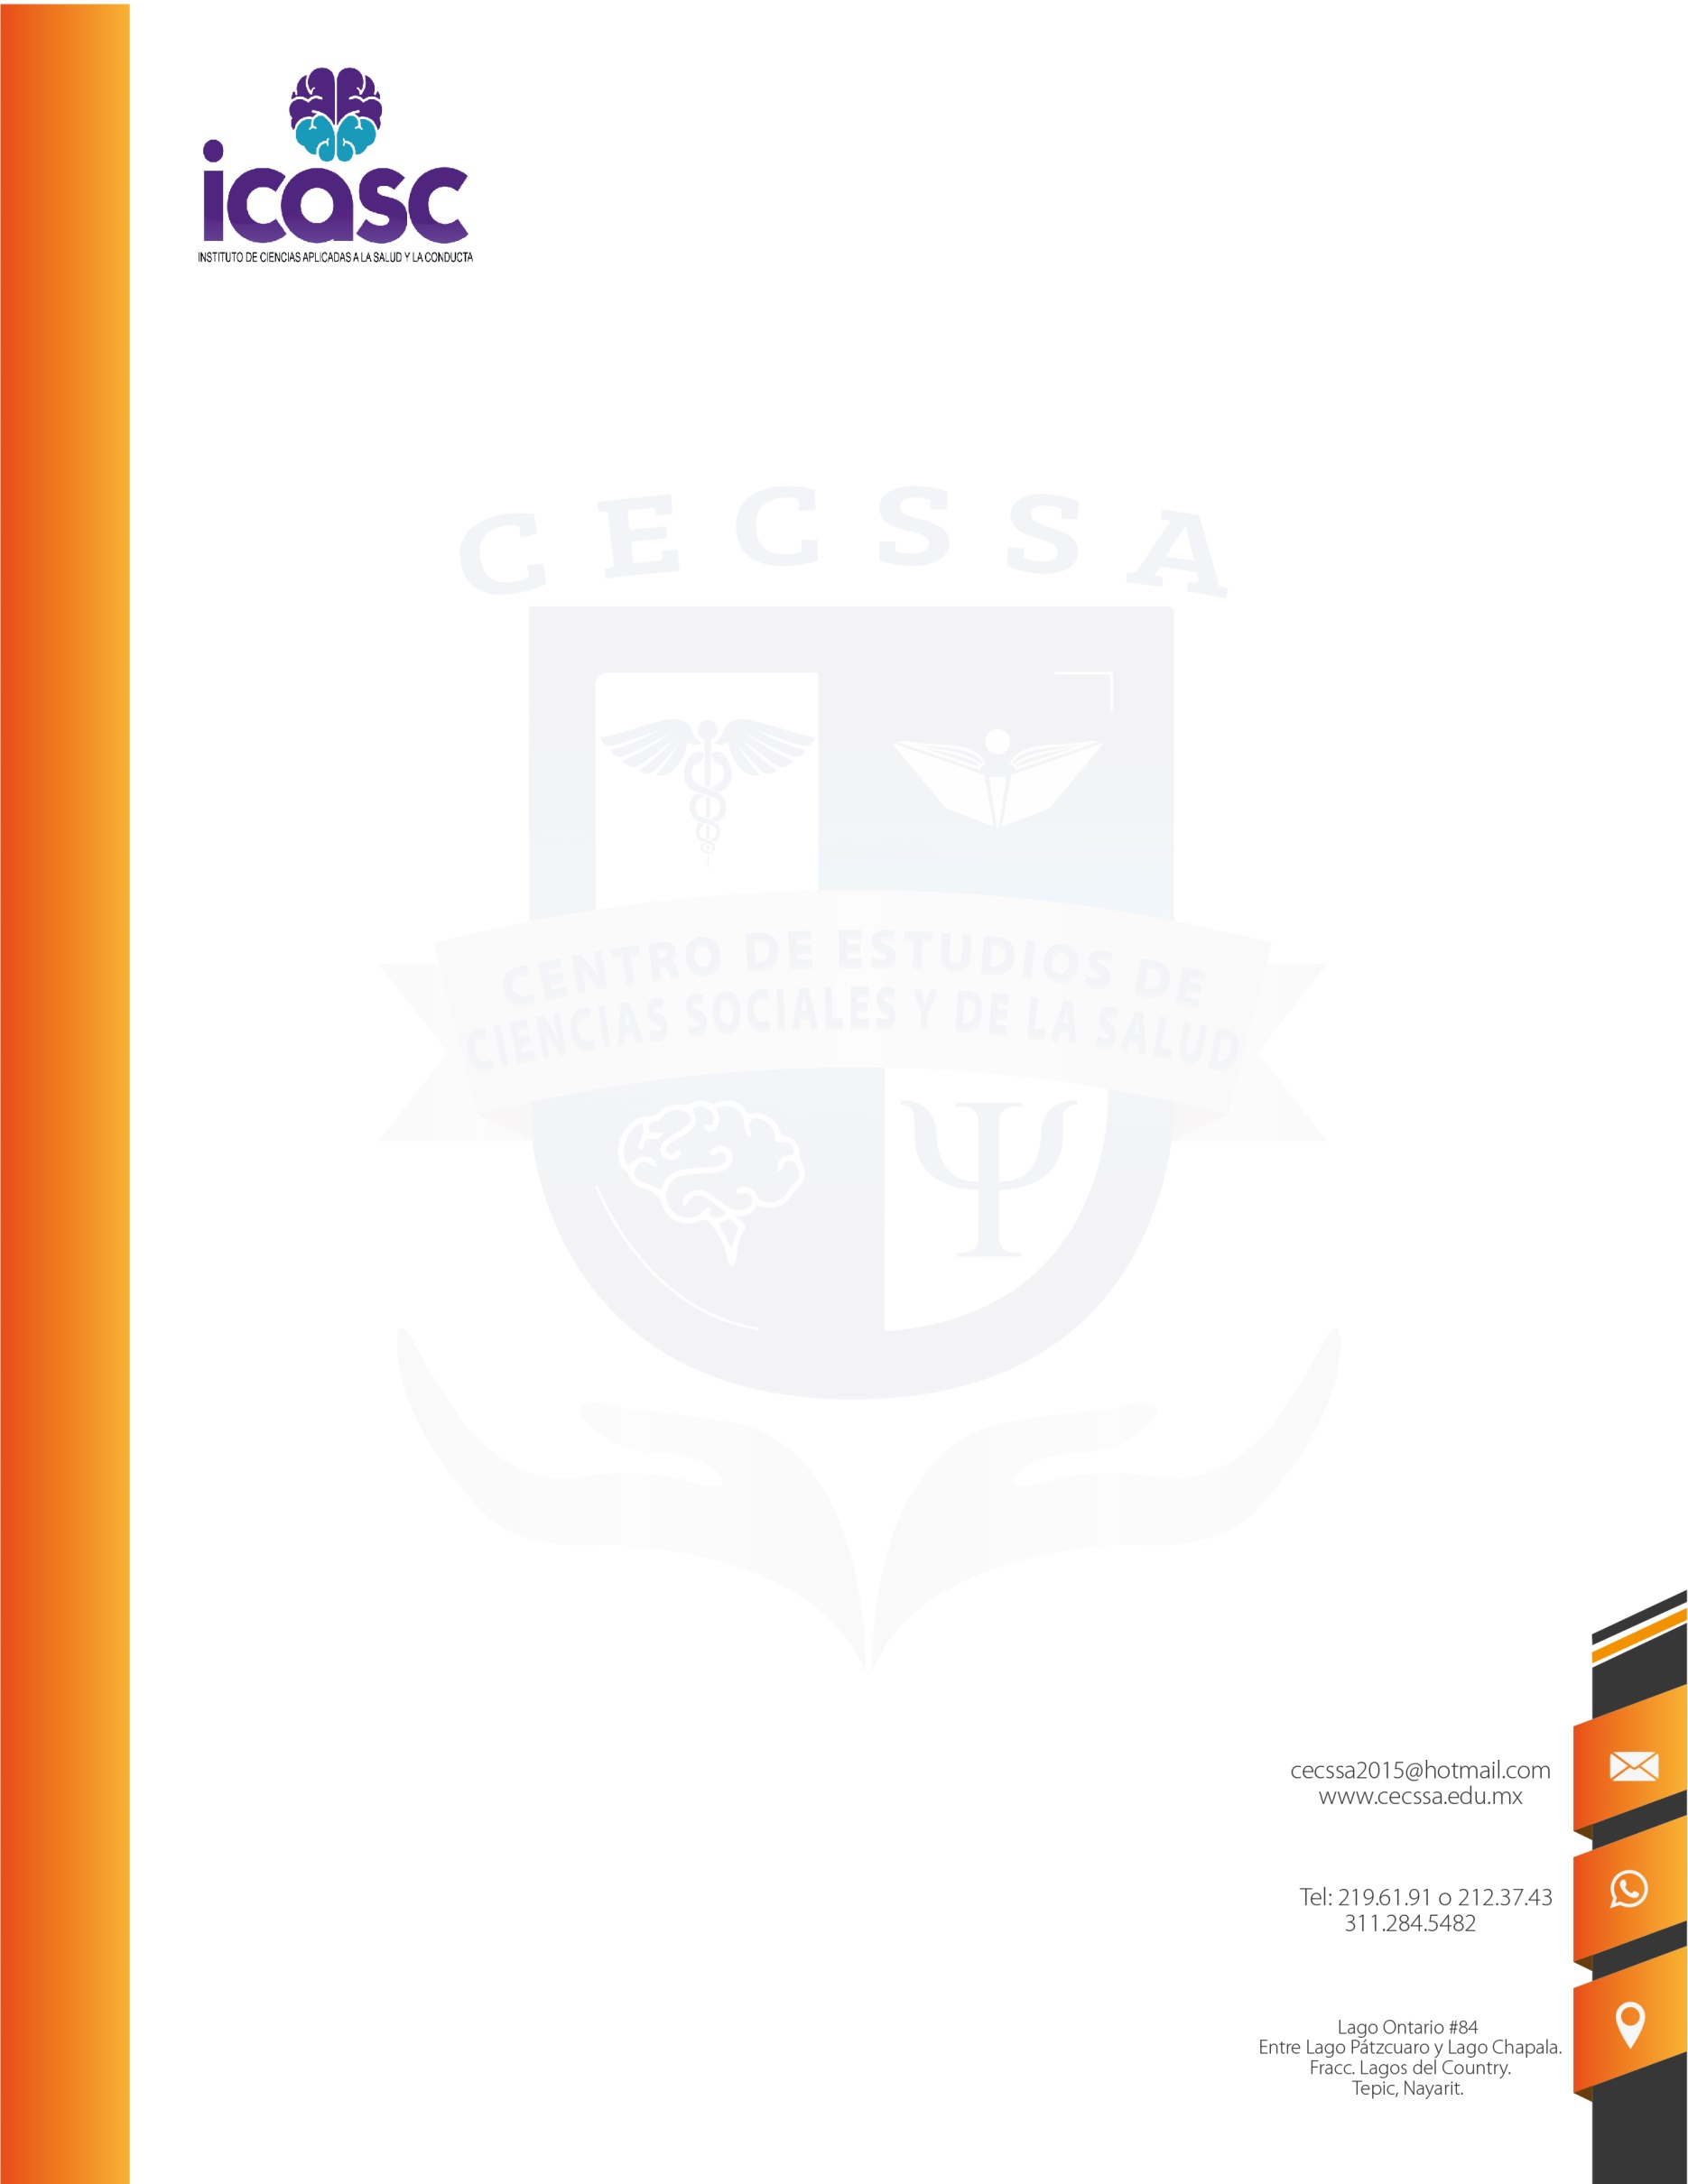 icasc
INSTITUTO DE CIENCIAS APLICADAS A LA SALUD Y LA CONDUCTA
CECSSA
CENTRO DE ESTUDIOS DE
CIENCIAS SOCIALES Y DE LA SALUD
Ψ
cecssa2015@hotmail.com
www.cecssa.edu.mx
Tel: 219.61.91 o 212.37.43
311.284.5482
Lago Ontario #84
Entre Lago Pátzcuaro y Lago Chapala.
Fracc. Lagos del Country.
Tepic, Nayarit.